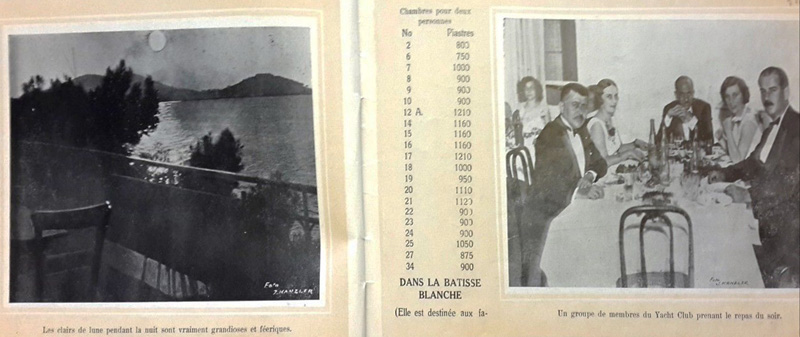 Foto
J. KANZLER
Les clairs de lune pendant la nuit sont vraiment grandioses et féeriques.
Chambres pour deux
personnes
No Piastres
2 800
6 750
7 1000
8 900
9 900
10 900
12 A. 1210
14 1160
15 1160
16 1160
17 1210
18 1000
19 950
20 1110
21 1120
22 900
23 900
24 900
25 1050
27 875
34 900
DANS LA BATISSE
BLANCHE
(Elle est destinée aux fa-
Foto
J. KANZLER
Un groupe de membres du Yacht Club prenant le repas du soir.